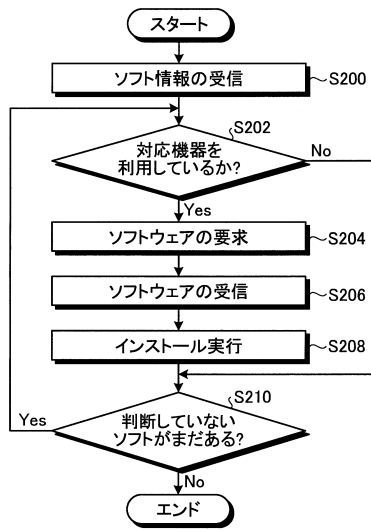 スタート
ソフト情報の受信
S200
S202
対応機器を
利用しているか?
No
Yes
ソフトウェアの要求
S204
ソフトウェアの受信
S206
インストール実行
S208
S210
判断していない
ソフトがまだある?
Yes
No
エンド